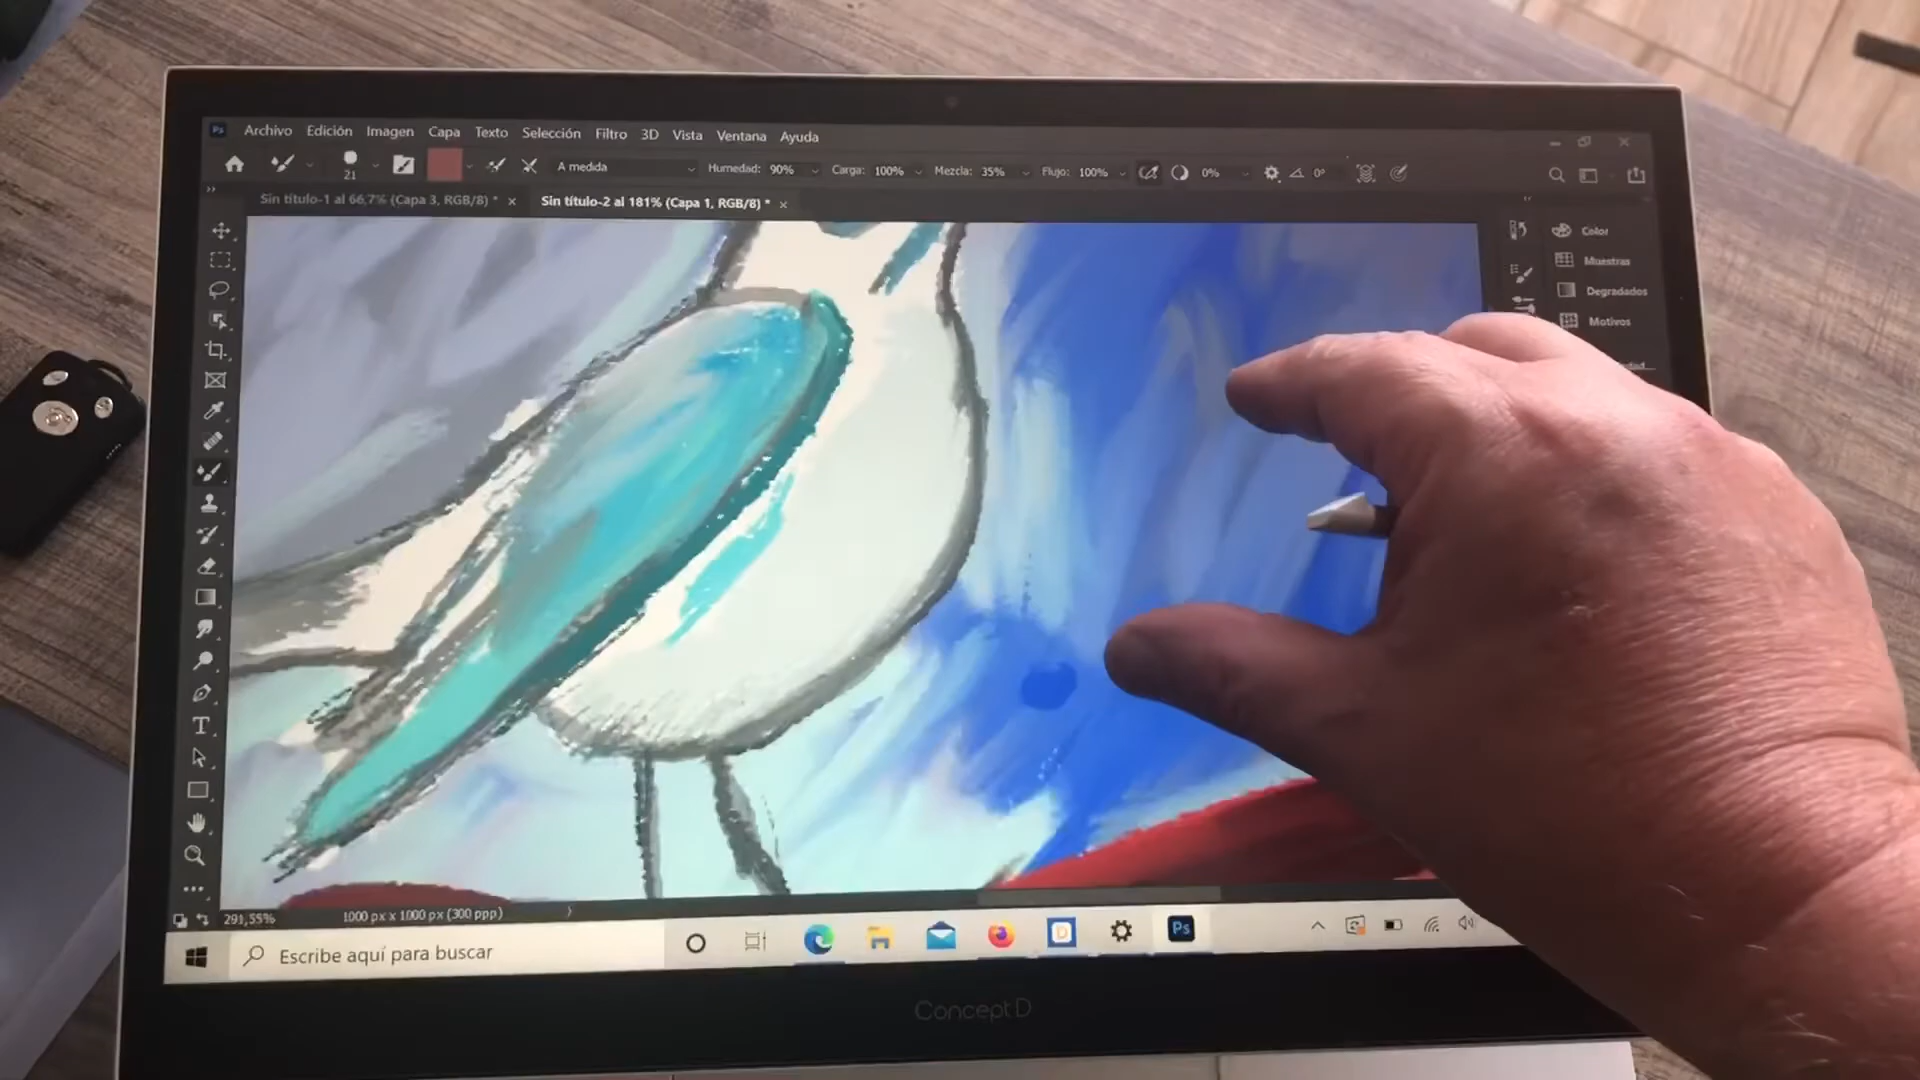 Ps Archivo Edición Imagen Capa Texto Selección Filtro 3D Vista Ventana Ayuda
21 A medida Humedad: 90% Carga: 100% Mezcla: 35% Flujo: 100% 0% 0°
Sin título-1 al 66,7% (Capa 3, RGB/8) * × Sin título-2 al 181% (Capa 1, RGB/8) * ×
Color
Muestras
Degradados
Motivos
T
291,55% 1000 px x 1000 px (300 ppp)
Escribe aquí para buscar
D
Ps
ConceptD